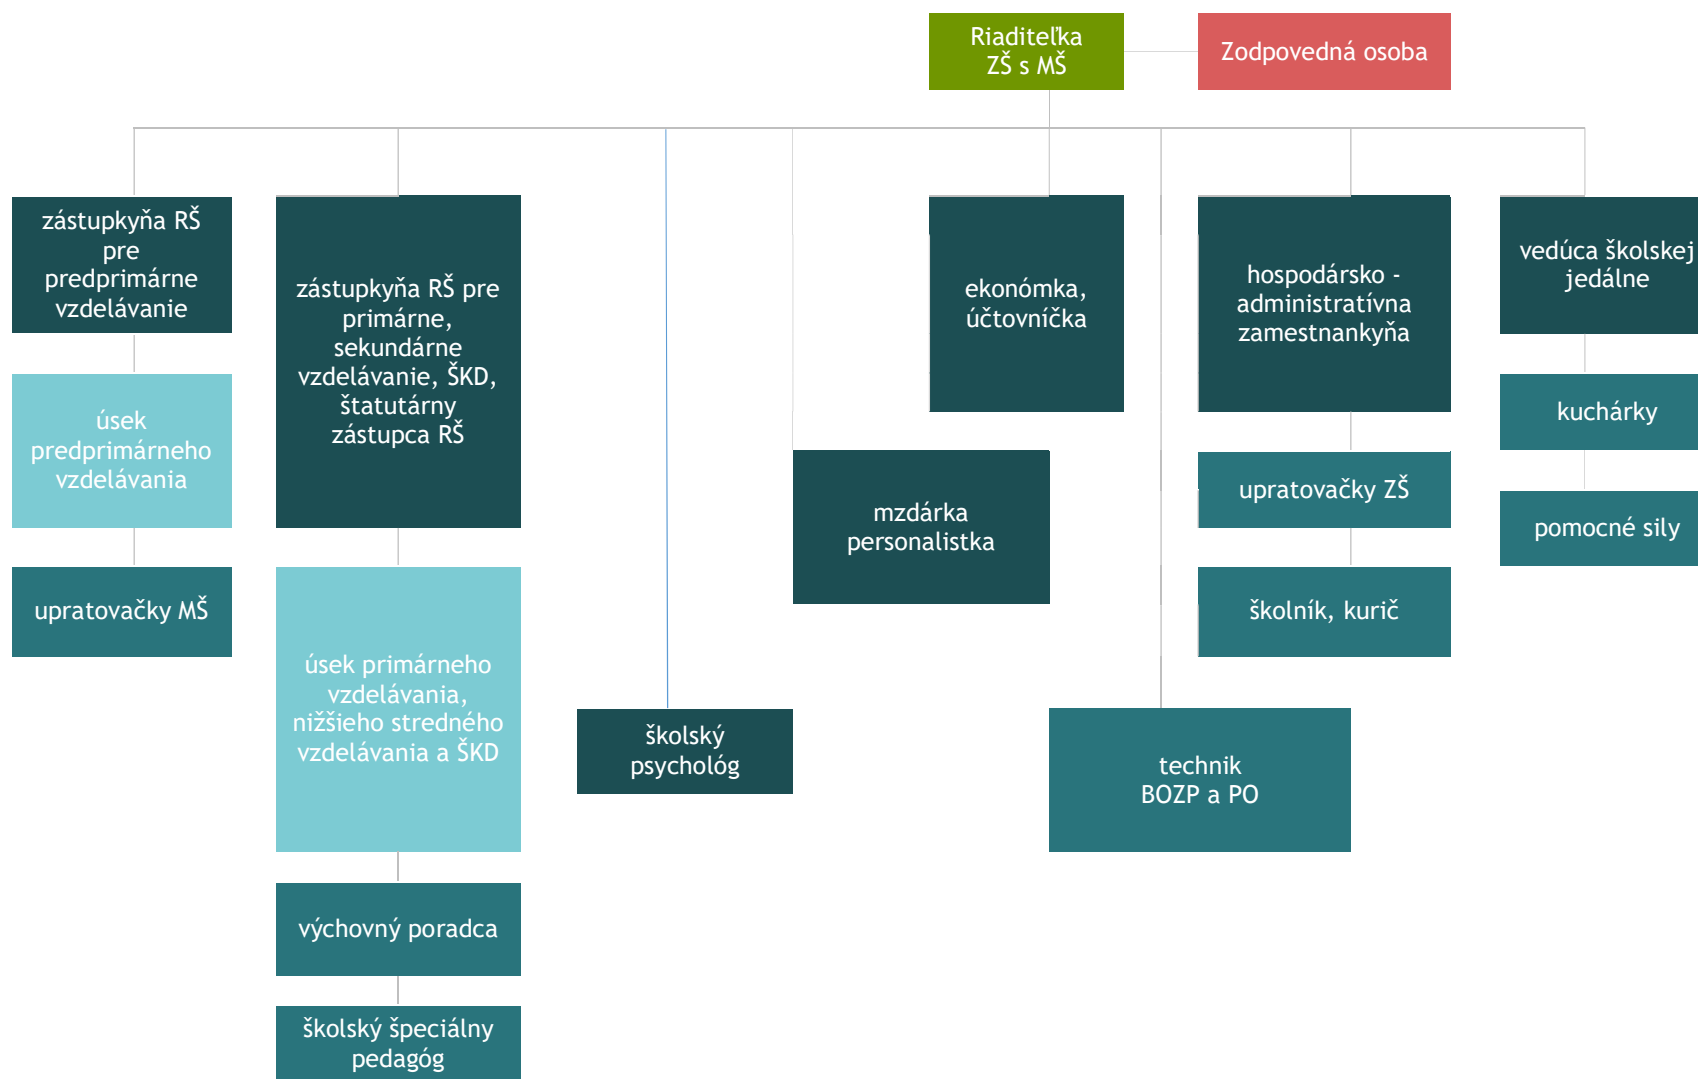 Riaditeľka
ZŠ s MŠ
Zodpovedná osoba
zástupkyňa RŠ
pre
predprimárne
vzdelávanie
úsek
predprimárneho
vzdelávania
upratovačky MŠ
zástupkyňa RŠ pre
primárne,
sekundárne
vzdelávanie, ŠKD,
štatutárny
zástupca RŠ
úsek primárneho
vzdelávania,
nižšieho stredného
vzdelávania a ŠKD
výchovný poradca
školský špeciálny
pedagóg
školský
psychológ
mzdárka
personalistka
ekonómka,
účtovníčka
technik
BOZP a PO
hospodársko -
administratívna
zamestnankyňa
upratovačky ZŠ
školník, kurič
vedúca školskej
jedálne
kuchárky
pomocné sily